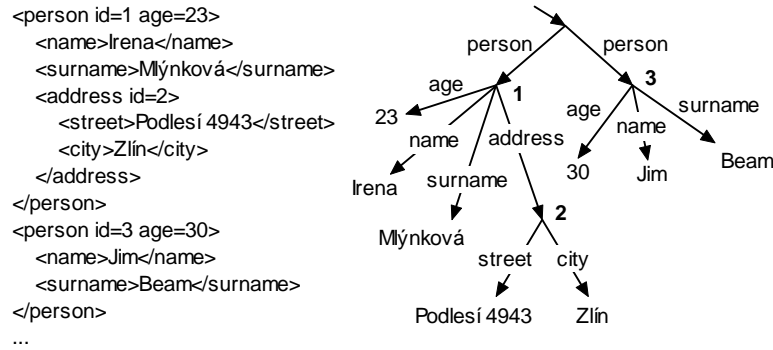 <person id=1 age=23>
<name>Irena</name>
<surname>Mlýnková</surname>
<address id=2>
<street>Podlesí 4943</street>
<city>Zlín</city>
</address>
</person>
<person id=3 age=30>
<name>Jim</name>
<surname>Beam</surname>
</person>
...
person person
age 1 3
23 name surname address age name surname
Irena 30 Jim Beam
Mlýnková 2
street city
Podlesí 4943 Zlín